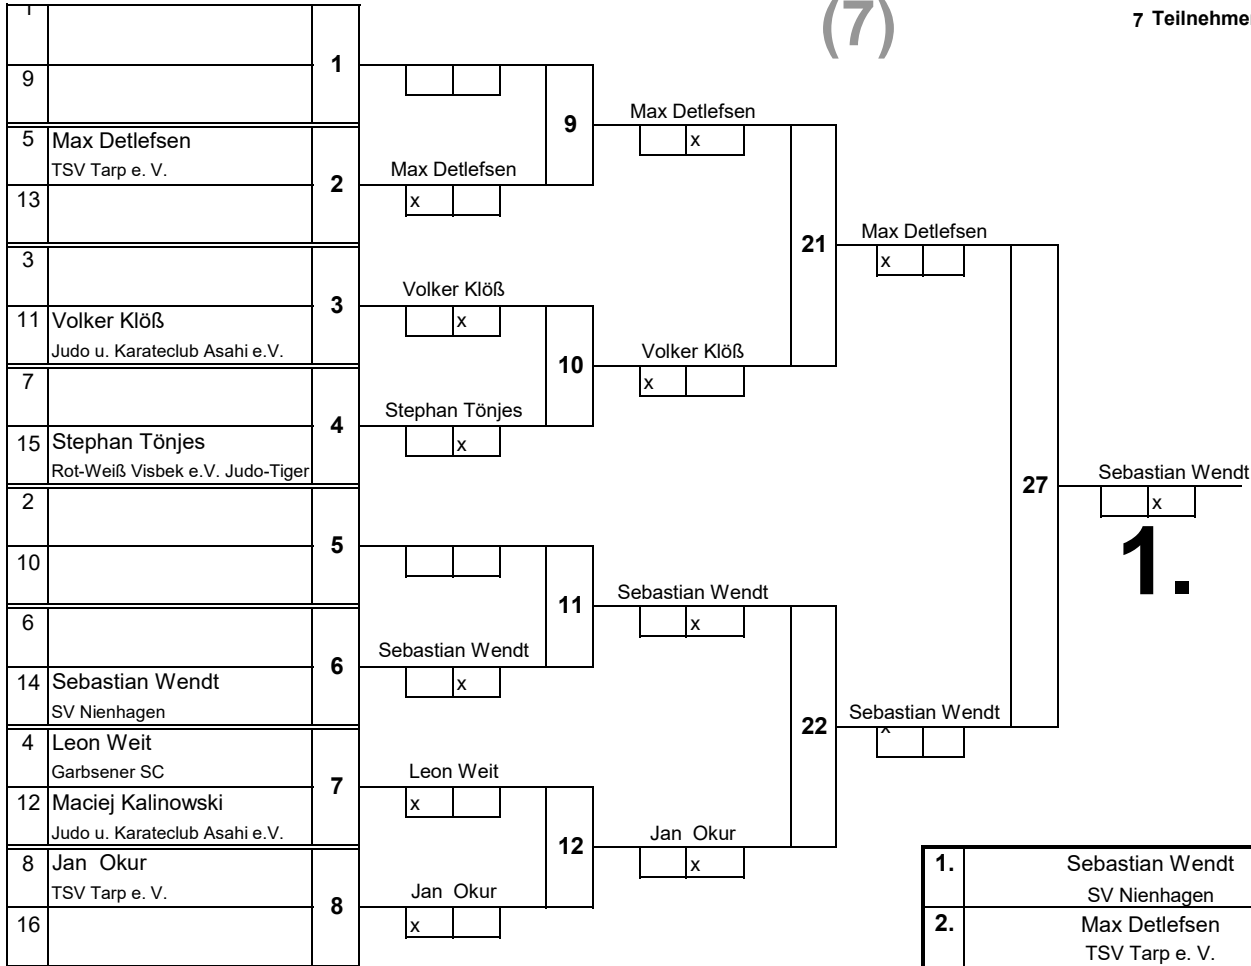 (7)
7 Teilnehme
1
9
1
5 Max Detlefsen
TSV Tarp e. V.
13
2
3
11 Volker Klöß
Judo u. Karateclub Asahi e.V.
3
7
15 Stephan Tönjes
Rot-Weiß Visbek e.V. Judo-Tiger
4
2
10
5
6
14 Sebastian Wendt
SV Nienhagen
6
4 Leon Weit
Garbsener SC
12 Maciej Kalinowski
Judo u. Karateclub Asahi e.V.
7
8 Jan Okur
TSV Tarp e. V.
16
8
Max Detlefsen
x
9
Volker Klöß
x
Stephan Tönjes
x
10
Sebastian Wendt
x
11
Leon Weit
x
Jan Okur
x
12
Max Detlefsen
x
Volker Klöß
x
21
Sebastian Wendt
x
Jan Okur
x
22
Max Detlefsen
x
Sebastian Wendt
x
27
Sebastian Wendt
x
1.
1. Sebastian Wendt
SV Nienhagen
2. Max Detlefsen
TSV Tarp e. V.